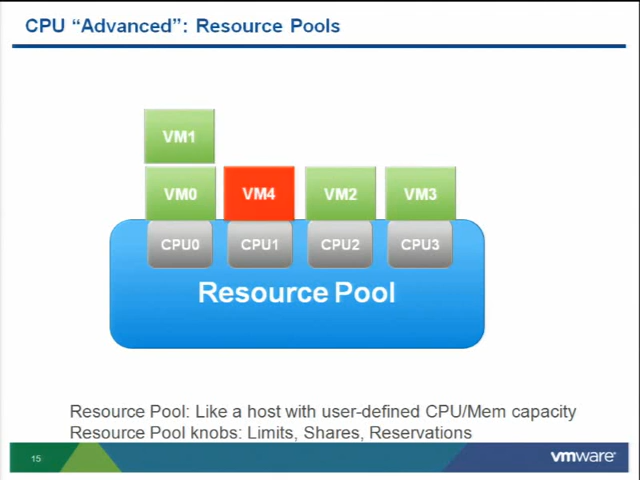 CPU “Advanced”: Resource Pools
VM1
VM0 VM4 VM2 VM3
CPU0 CPU1 CPU2 CPU3
Resource Pool
Resource Pool: Like a host with user-defined CPU/Mem capacity
Resource Pool knobs: Limits, Shares, Reservations
15 vmware